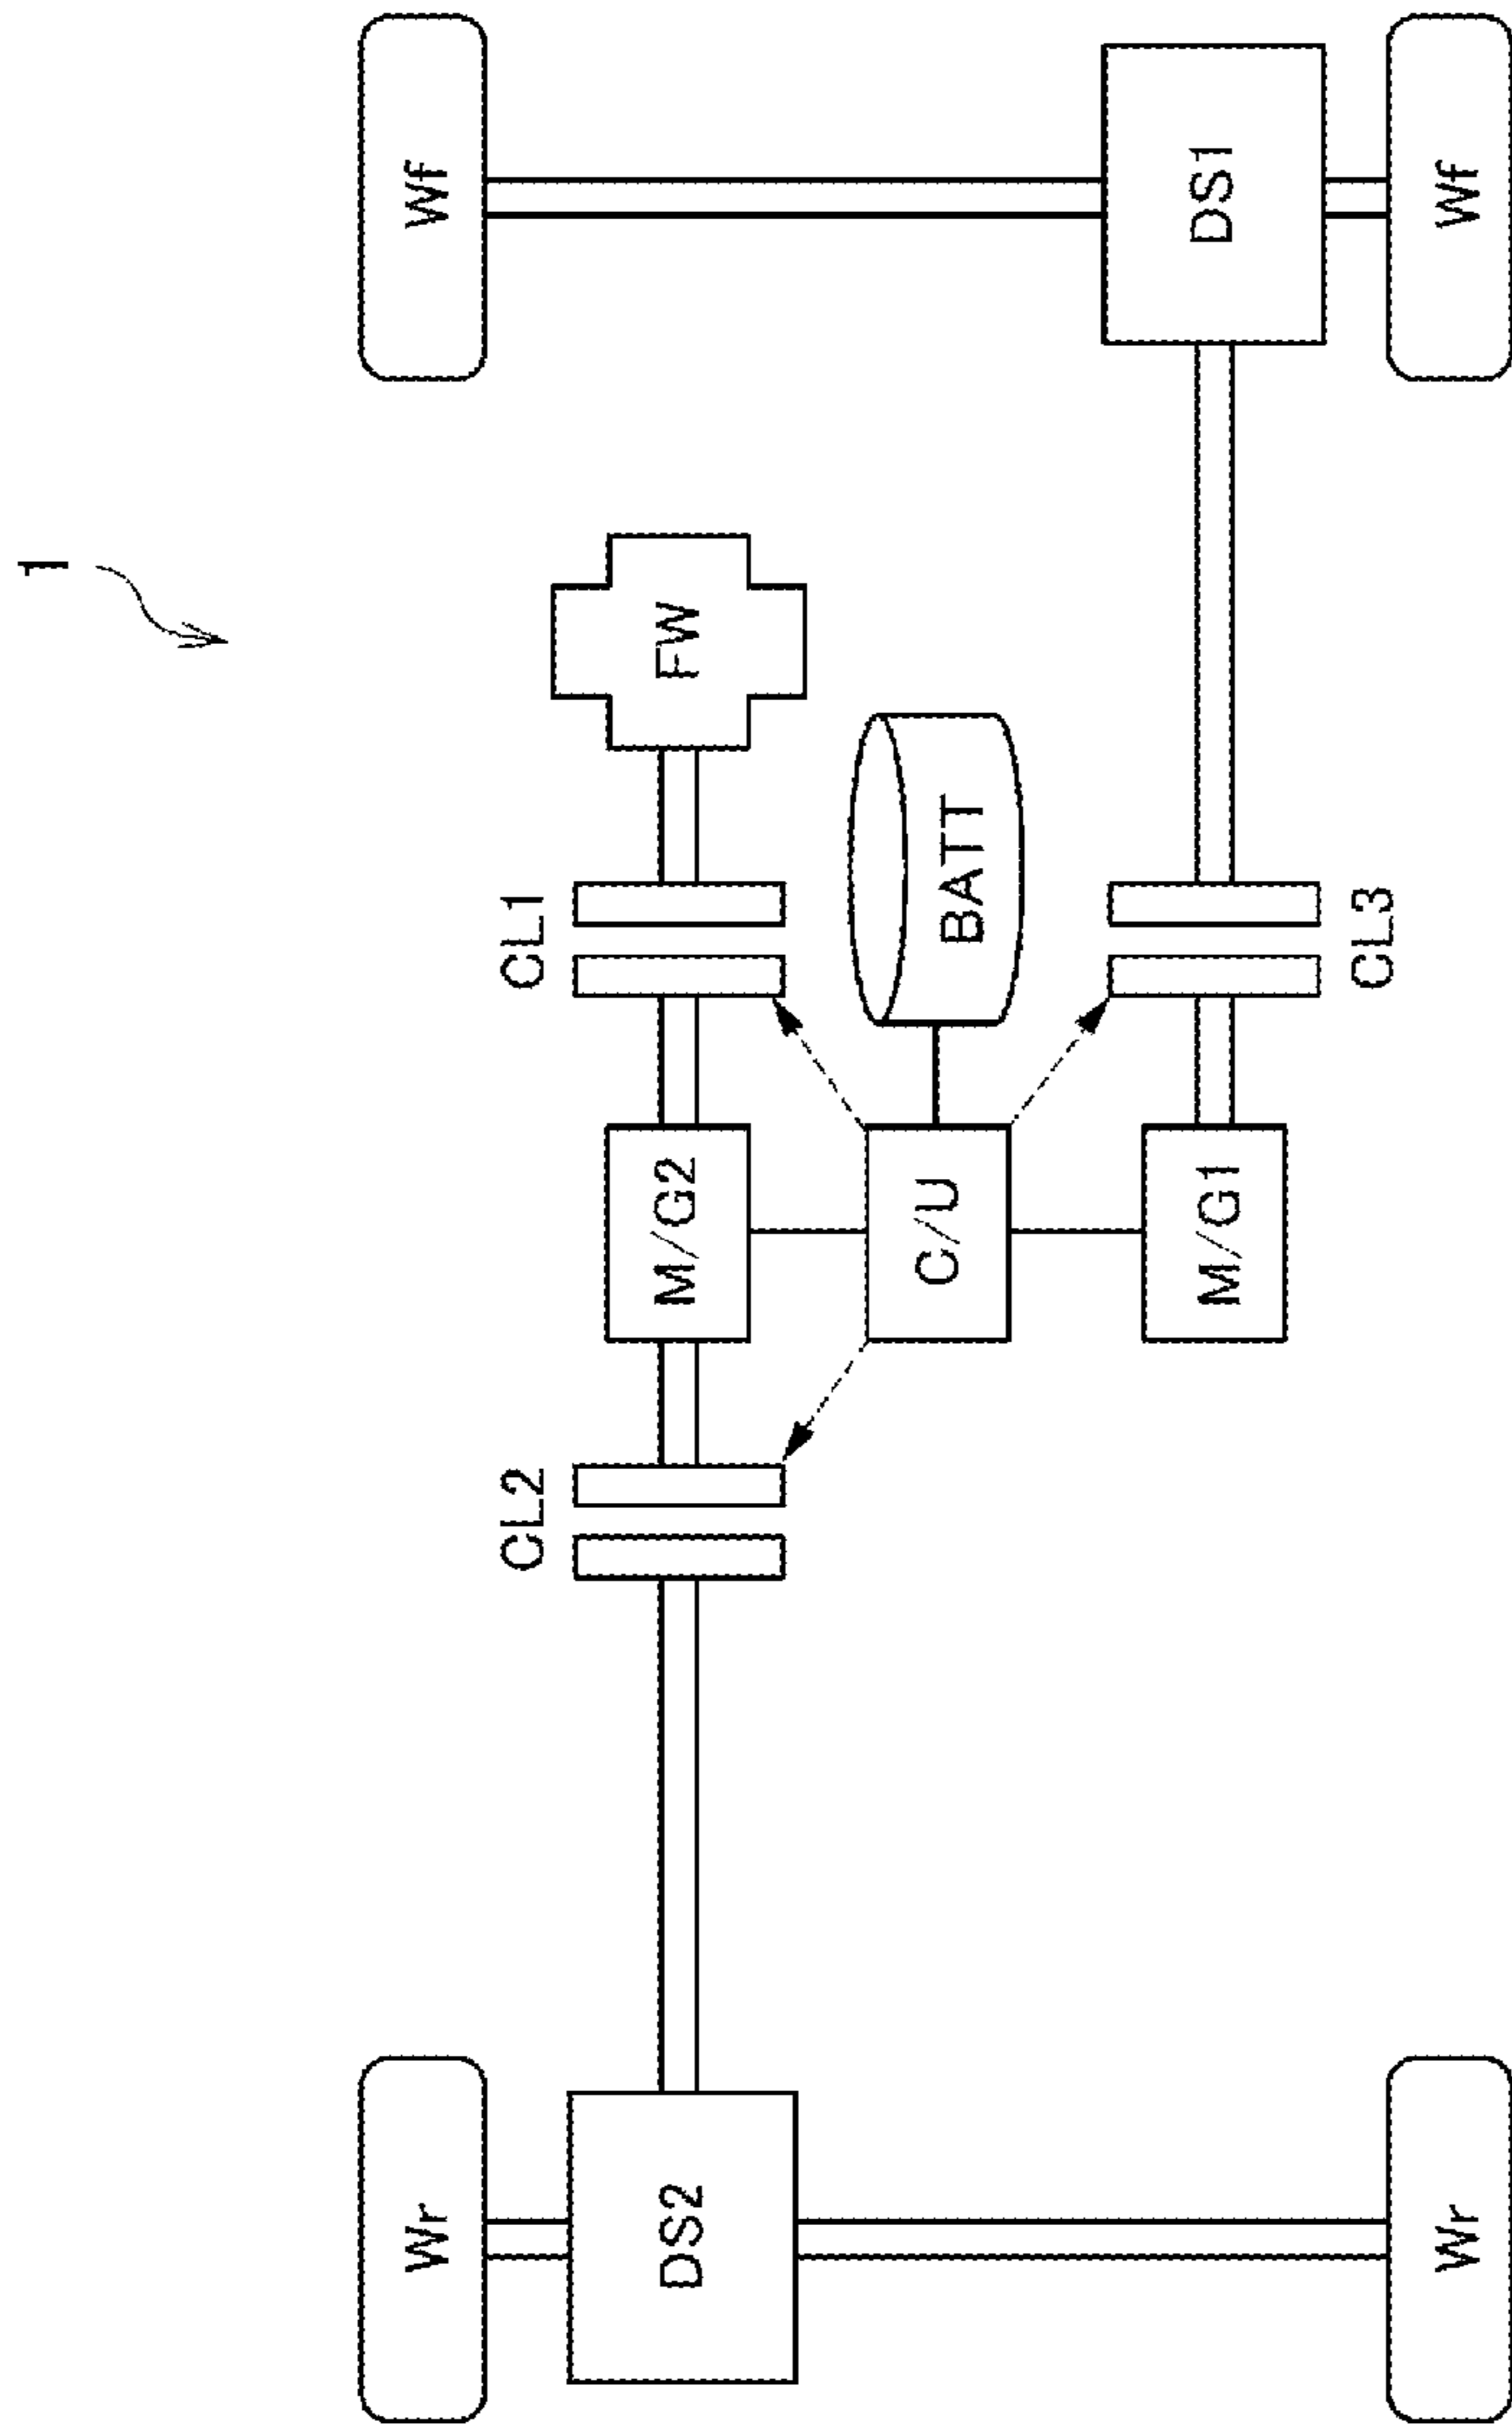 1
Wr
Wf
CL2
CL1
DS2
M/G2
FW
C/U
BATT
M/G1
DS1
CL3
Wr
Wf